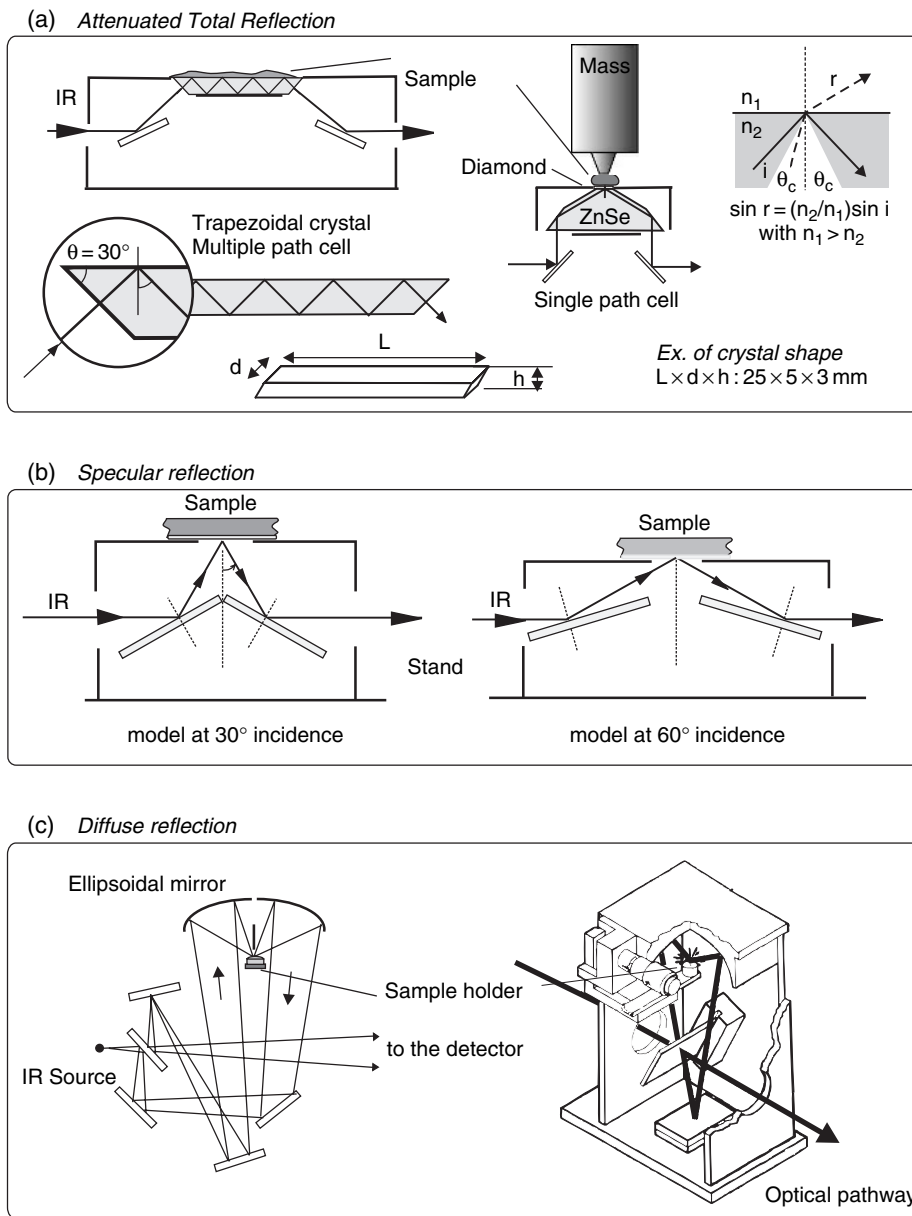 (a) Attenuated Total Reflection
IR
Sample
Mass
Diamond
ZnSe
Single path cell
n₁
n₂
r
i
θc θc
sin r = (n₂/n₁) sin i
with n₁ > n₂
Trapezoidal crystal
Multiple path cell
θ = 30°
L
d
h
Ex. of crystal shape
L × d × h : 25 × 5 × 3 mm
(b) Specular reflection
Sample
IR
model at 30° incidence
Stand
Sample
IR
model at 60° incidence
(c) Diffuse reflection
Ellipsoidal mirror
Sample holder
to the detector
IR Source
Optical pathway